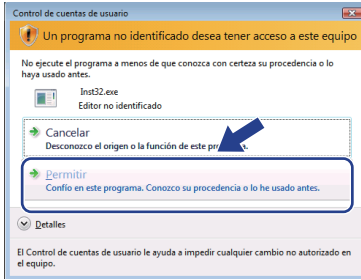 Control de cuentas de usuario
Un programa no identificado desea tener acceso a este equipo
No ejecute el programa a menos de que conozca con certeza su procedencia o lo
haya usado antes.
Inst32.exe
Editor no identificado
Cancelar
Desconozco el origen o la función de este
Permitir
Confío en este programa. Conozco su procedencia o lo he usado antes.
Detalles
El Control de cuentas de usuario le ayuda a impedir cualquier cambio no autorizado en
el equipo.